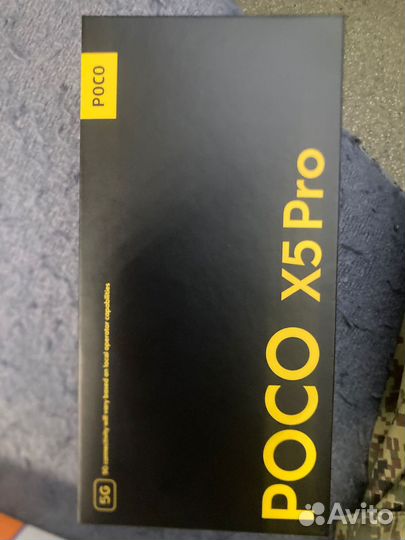 POCO
POCO X5 Pro
5G
5G connectivity will vary based on local operator capabilities
Avito